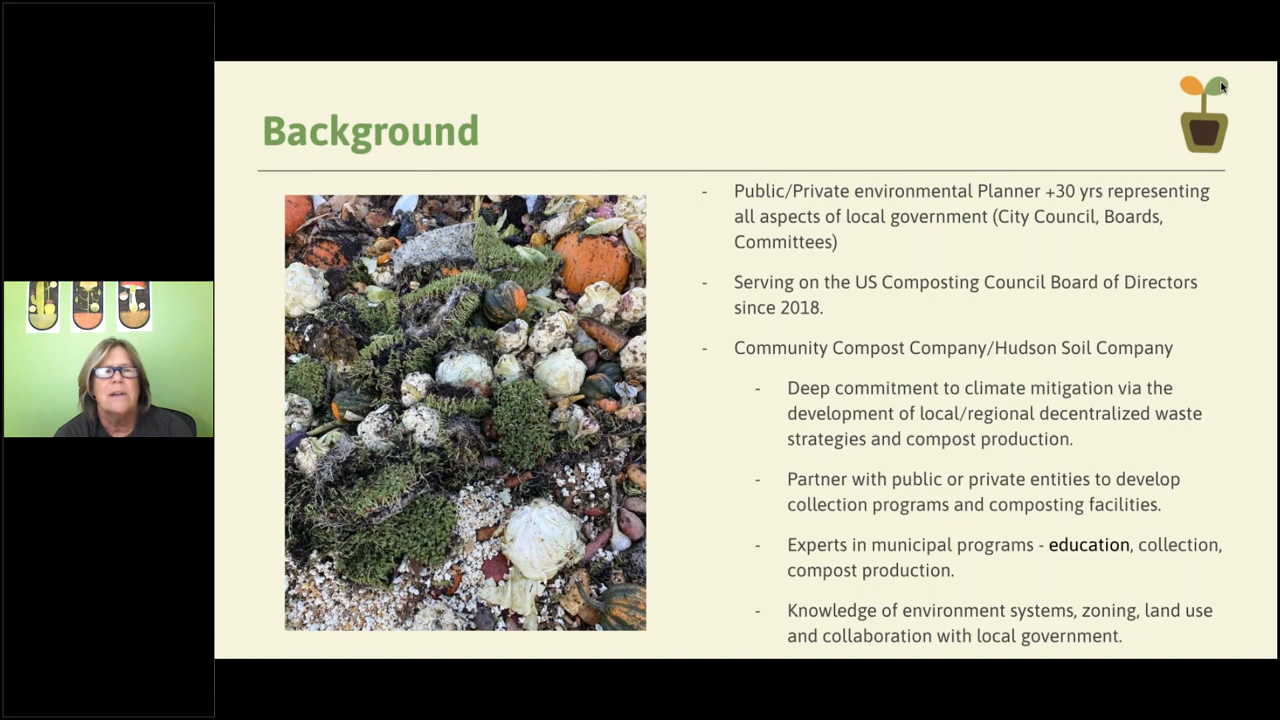 Background
- Public/Private environmental Planner +30 yrs representing
all aspects of local government (City Council, Boards,
Committees)
- Serving on the US Composting Council Board of Directors
since 2018.
- Community Compost Company/Hudson Soil Company
- Deep commitment to climate mitigation via the
development of local/regional decentralized waste
strategies and compost production.
- Partner with public or private entities to develop
collection programs and composting facilities.
- Experts in municipal programs - education, collection,
compost production.
- Knowledge of environment systems, zoning, land use
and collaboration with local government.